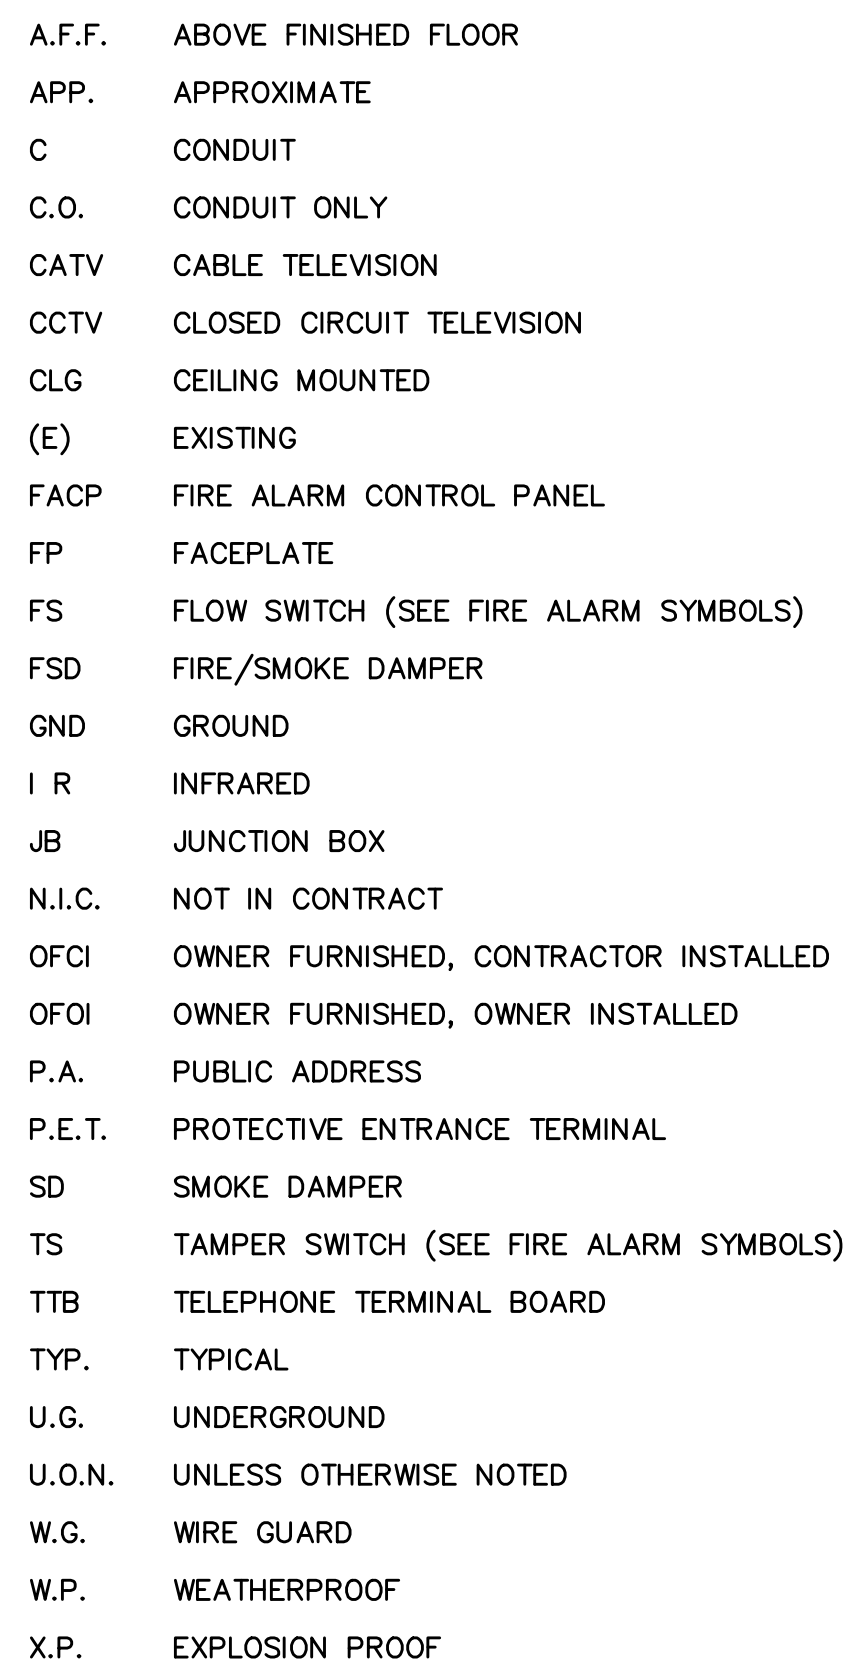 A.F.F. ABOVE FINISHED FLOOR
APP. APPROXIMATE
C CONDUIT
C.O. CONDUIT ONLY
CATV CABLE TELEVISION
CCTV CLOSED CIRCUIT TELEVISION
CLG CEILING MOUNTED
(E) EXISTING
FACP FIRE ALARM CONTROL PANEL
FP FACEPLATE
FS FLOW SWITCH (SEE FIRE ALARM SYMBOLS)
FSD FIRE/SMOKE DAMPER
GND GROUND
I R INFRARED
JB JUNCTION BOX
N.I.C. NOT IN CONTRACT
OFCI OWNER FURNISHED, CONTRACTOR INSTALLED
OFOI OWNER FURNISHED, OWNER INSTALLED
P.A. PUBLIC ADDRESS
P.E.T. PROTECTIVE ENTRANCE TERMINAL
SD SMOKE DAMPER
TS TAMPER SWITCH (SEE FIRE ALARM SYMBOLS)
TTB TELEPHONE TERMINAL BOARD
TYP. TYPICAL
U.G. UNDERGROUND
U.O.N. UNLESS OTHERWISE NOTED
W.G. WIRE GUARD
W.P. WEATHERPROOF
X.P. EXPLOSION PROOF